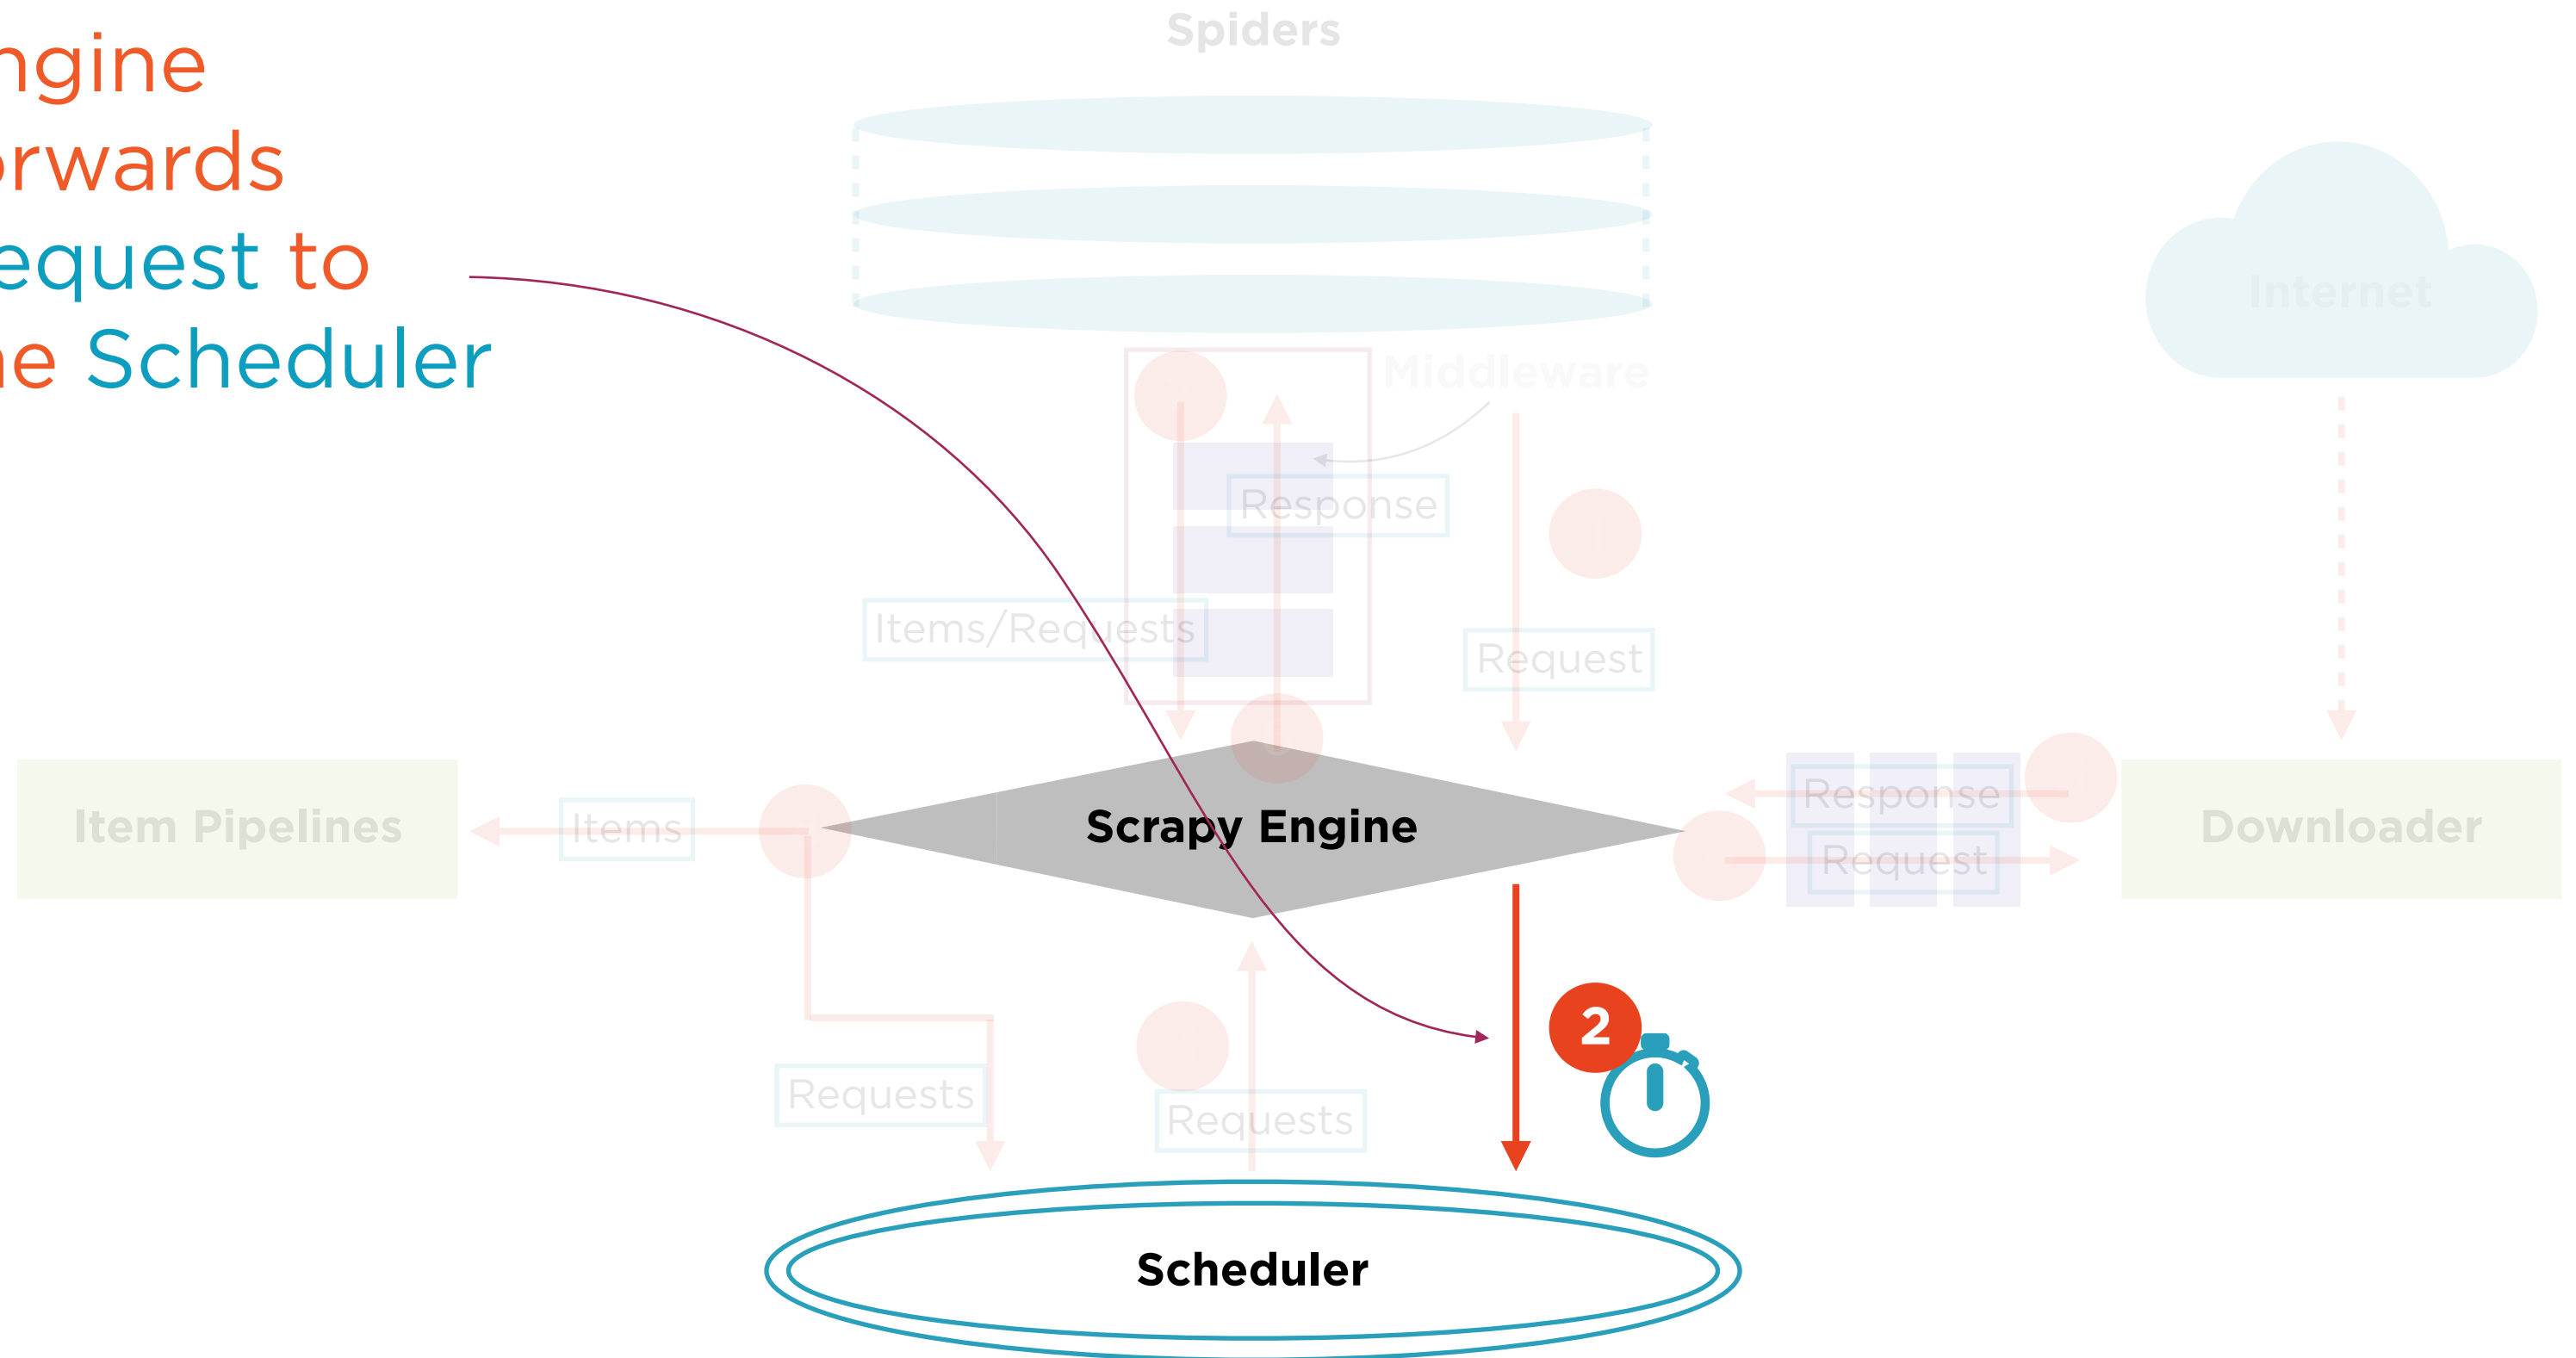 Spiders
ngine
orwards
equest to
he Scheduler
Internet
Middleware
Response
Items/Requests
Request
Item Pipelines
Items
Scrapy Engine
Response
Request
Downloader
2
Requests
Requests
Scheduler